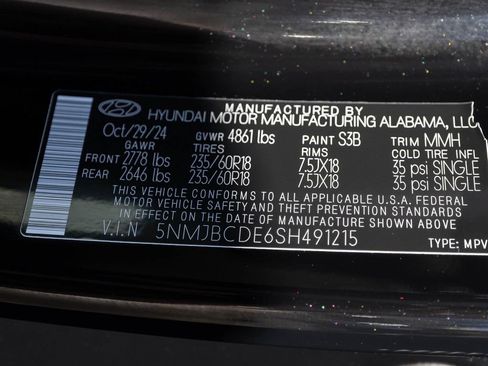 MANUFACTURED BY
HYUNDAI MOTOR MANUFACTURING ALABAMA, LLC
Oct/29/24 GVWR 4861 lbs PAINT S3B TRIM MMH
GAWR TIRES RIMS COLD TIRE INFL
FRONT 2778 lbs 235/60R18 7.5JX18 35 psi SINGLE
REAR 2646 lbs 235/60R18 7.5JX18 35 psi SINGLE
THIS VEHICLE CONFORMS TO ALL APPLICABLE U.S.A. FEDERAL
MOTOR VEHICLE SAFETY AND THEFT PREVENTION STANDARDS
IN EFFECT ON THE DATE OF MANUFACTURE SHOWN ABOVE.
V.I.N 5NMJBCDE6SH491215 TYPE: MPV